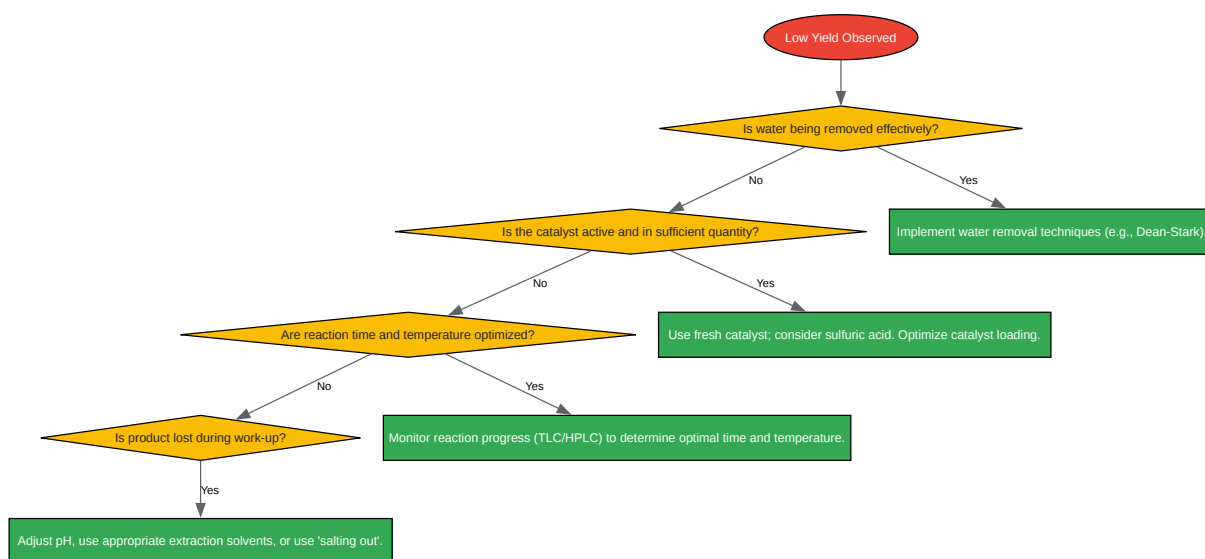 Low Yield Observed
Is water being removed effectively?
No
Yes
Is the catalyst active and in sufficient quantity?
Implement water removal techniques (e.g., Dean-Stark).
No
Yes
Are reaction time and temperature optimized?
Use fresh catalyst; consider sulfuric acid. Optimize catalyst loading.
No
Yes
Is product lost during work-up?
Monitor reaction progress (TLC/HPLC) to determine optimal time and temperature.
Yes
Adjust pH, use appropriate extraction solvents, or use 'salting out'.